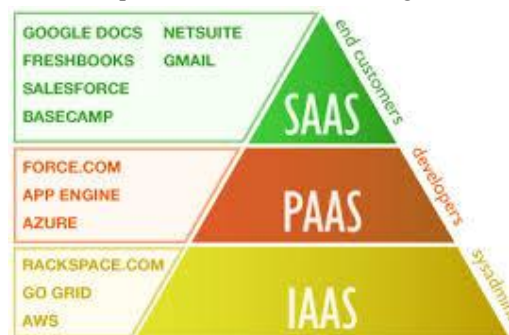 GOOGLE DOCS NETSUITE
FRESHBOOKS GMAIL
SALESFORCE
BASECAMP
SAAS
end customers
FORCE.COM
APP ENGINE
AZURE
PAAS
developers
RACKSPACE.COM
GO GRID
AWS
IAAS